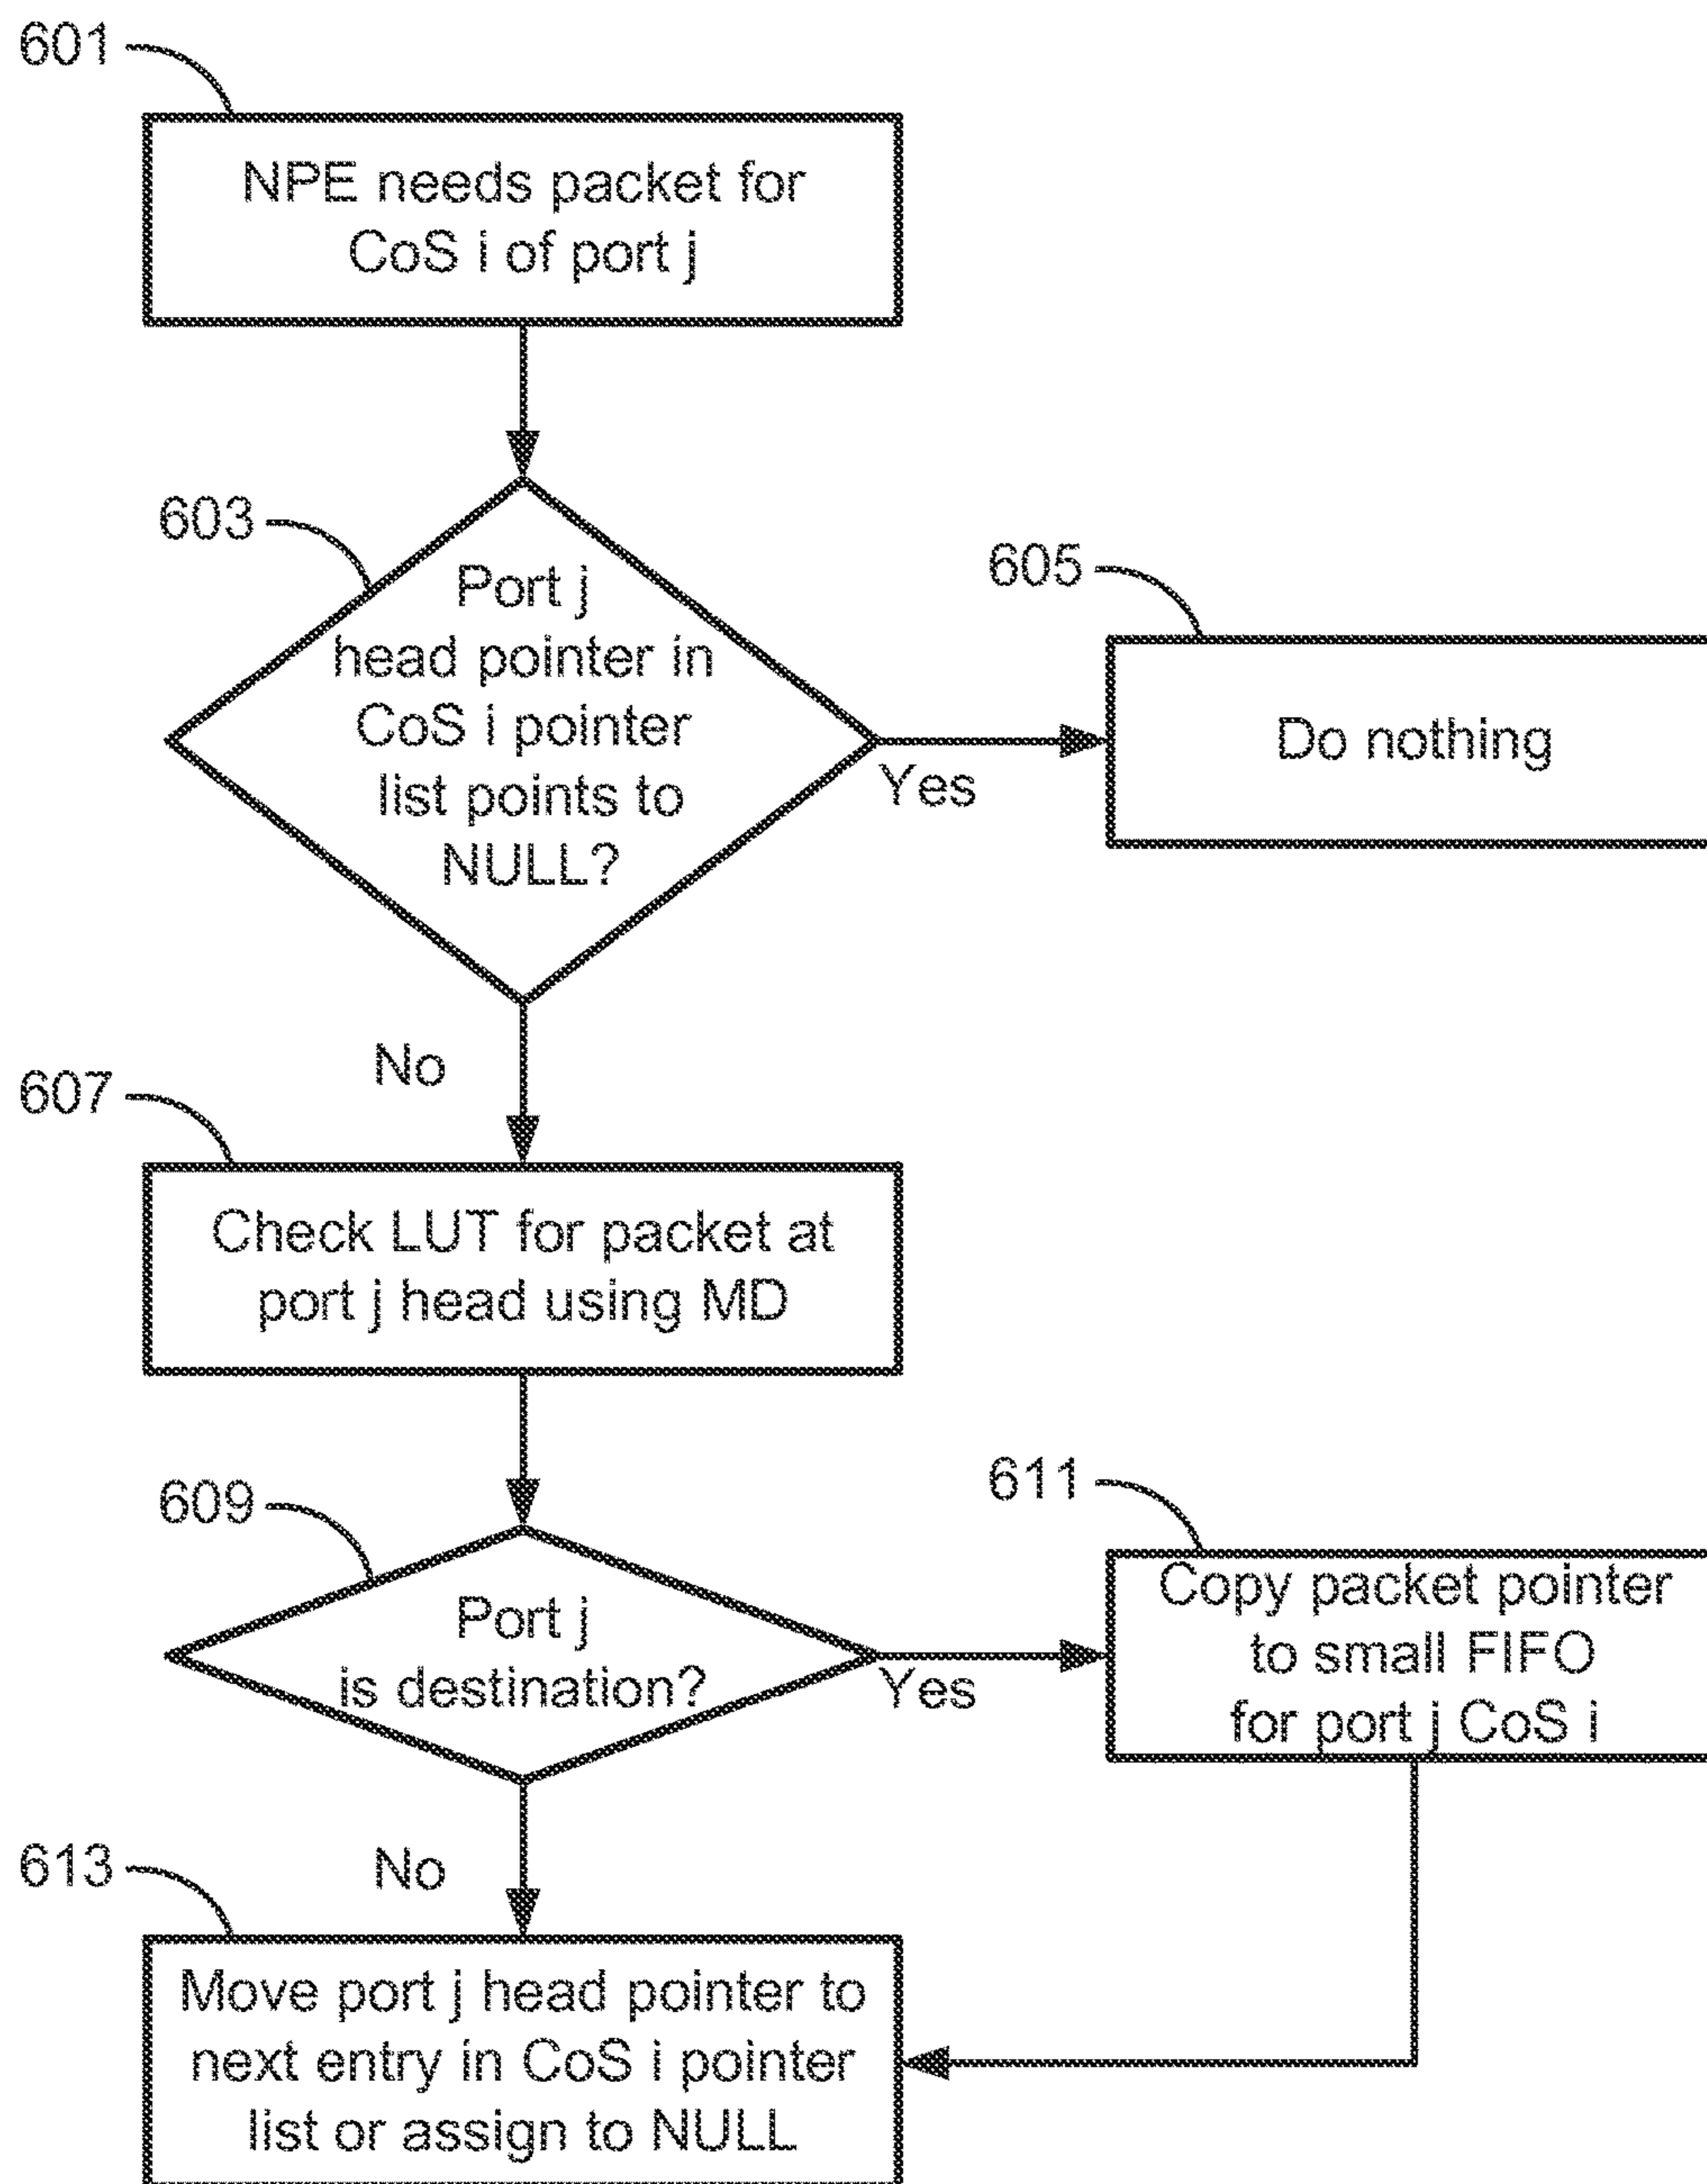 601
NPE needs packet for
CoS i of port j
603
Port j
head pointer in
CoS i pointer
list points to
NULL?
Yes
605
Do nothing
No
607
Check LUT for packet at
port j head using MD
609
Port j
is destination?
Yes
611
Copy packet pointer
to small FIFO
for port j CoS i
No
613
Move port j head pointer to
next entry in CoS i pointer
list or assign to NULL